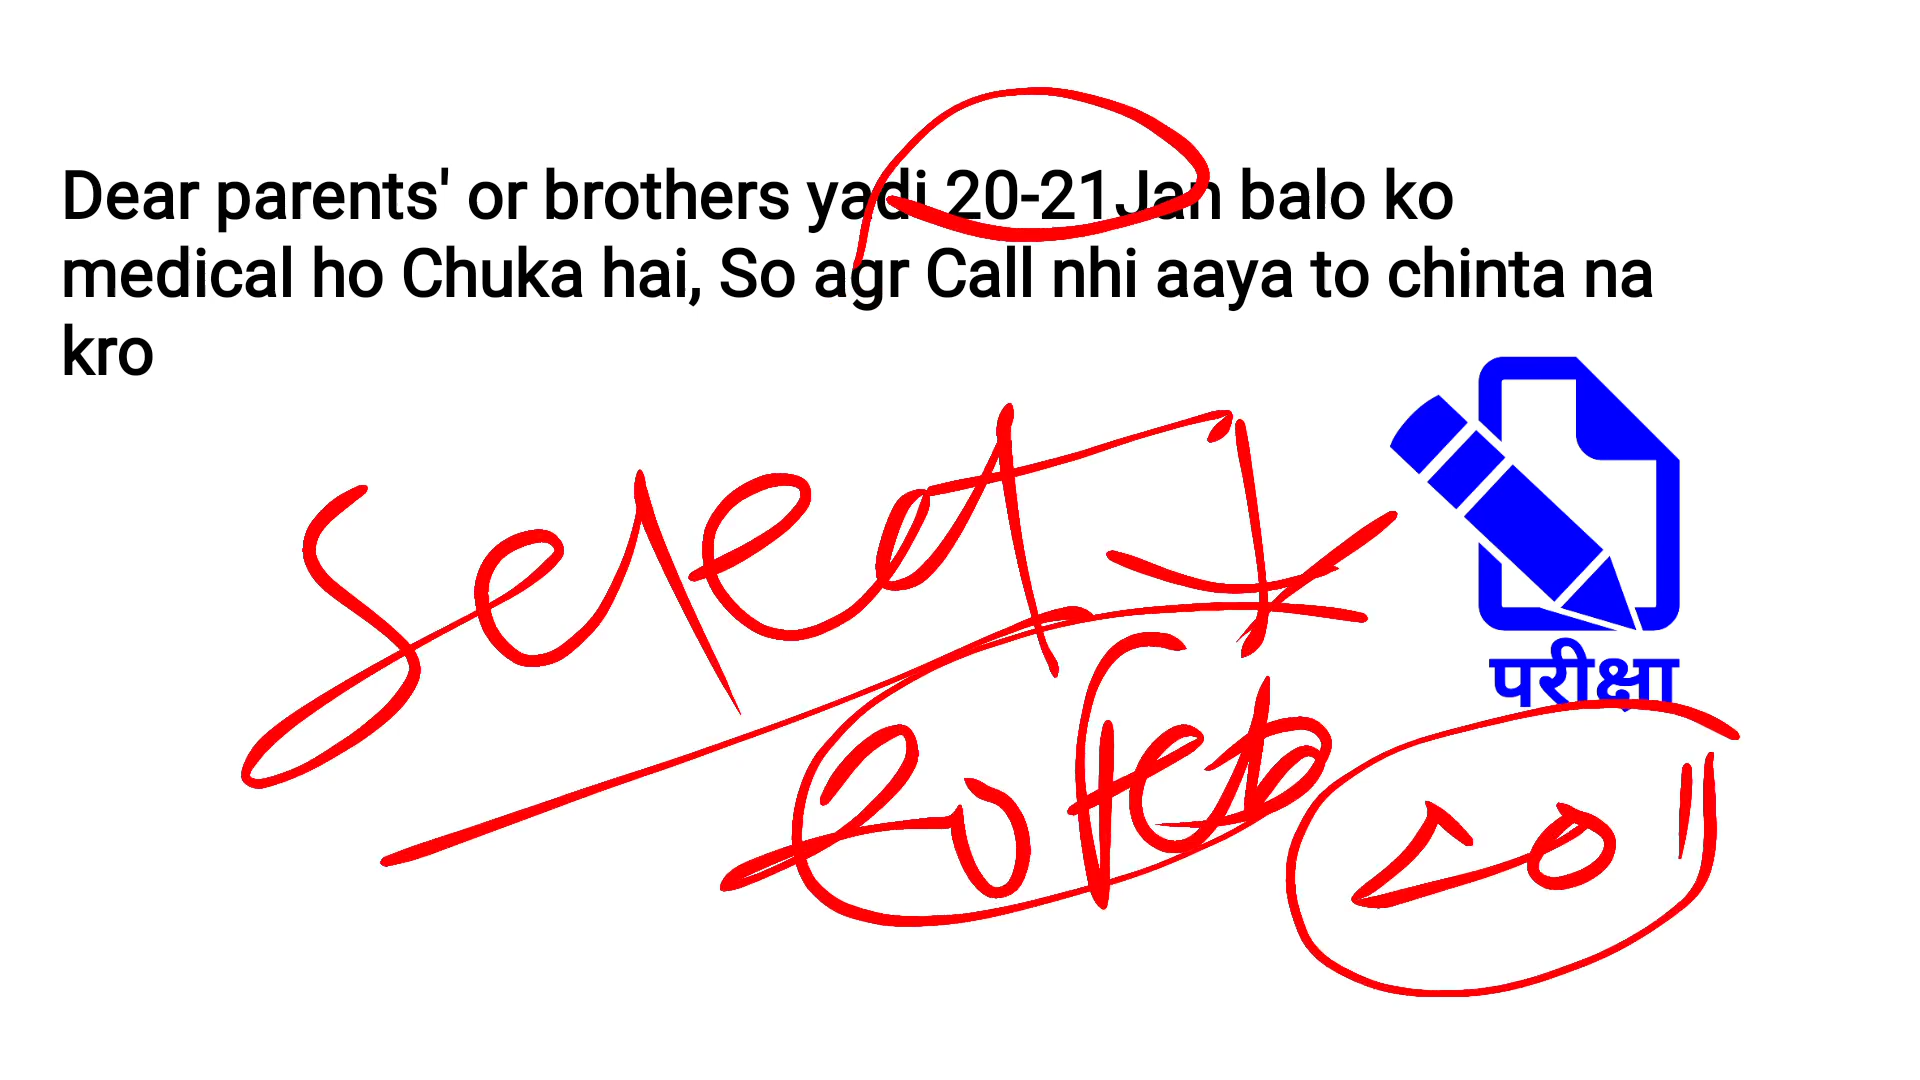 Dear parents' or brothers yadi 20-21Jan balo ko
medical ho Chuka hai, So agr Call nhi aaya to chinta na
kro
Select
परीक्षा
20 Feb
20"